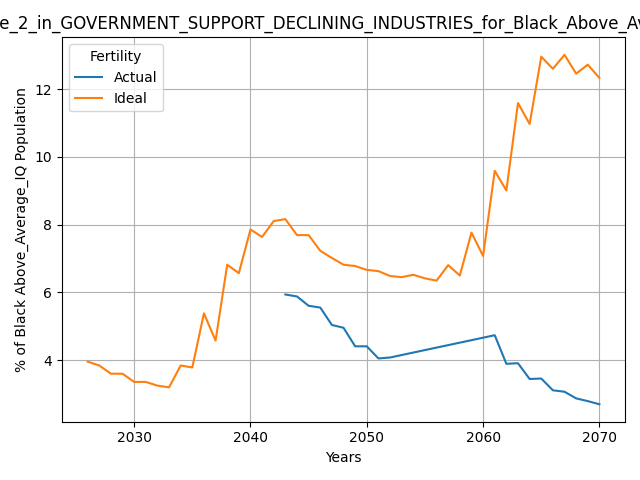 e_2_in_GOVERNMENT_SUPPORT_DECLINING_INDUSTRIES_for_Black_Above_Av
Fertility
Actual
Ideal
% of Black Above_Average_IQ Population
12
10
8
6
4
2030
2040
2050
2060
2070
Years